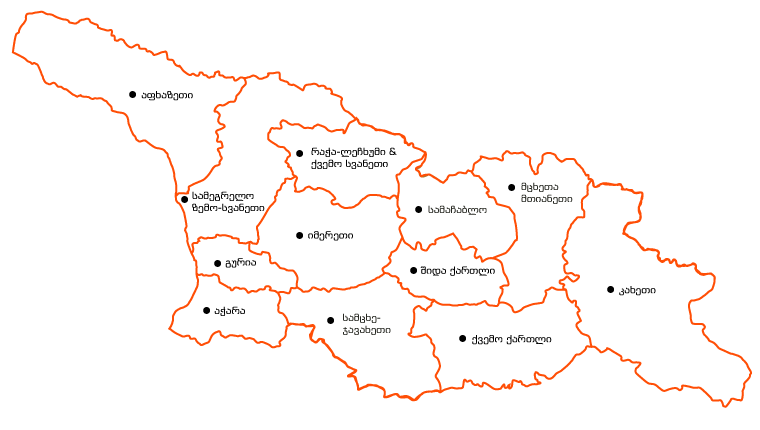 აფხაზეთი
რაჭა-ლეჩხუმი &
ქვემო სვანეთი
მცხეთა
მთიანეთი
სამეგრელო
ზემო-სვანეთი
სამაჩაბლო
იმერეთი
გურია
შიდა ქართლი
კახეთი
აჭარა
სამცხე-
ჯავახეთი
ქვემო ქართლი